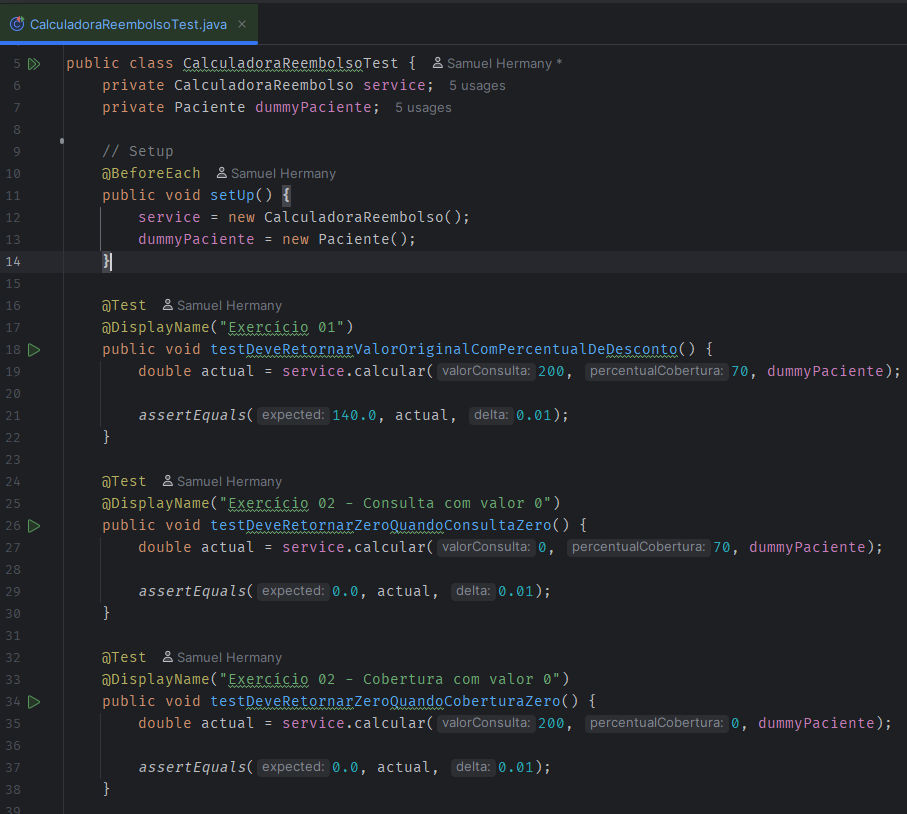 CalculadoraReembolsoTest.java
5 public class CalculadoraReembolsoTest { Samuel Hermany *
6 private CalculadoraReembolso service; 5 usages
7 private Paciente dummyPaciente; 5 usages
8
9 // Setup
10 @BeforeEach Samuel Hermany
11 public void setUp() {
12 service = new CalculadoraReembolso();
13 dummyPaciente = new Paciente();
14 }
15
16 @Test Samuel Hermany
17 @DisplayName("Exercício 01")
18 public void testDeveRetornarValorOriginalComPercentualDeDesconto() {
19 double actual = service.calcular( valorConsulta: 200, percentualCobertura: 70, dummyPaciente);
20
21 assertEquals( expected: 140.0, actual, delta: 0.01);
22 }
23
24 @Test Samuel Hermany
25 @DisplayName("Exercício 02 - Consulta com valor 0")
26 public void testDeveRetornarZeroQuandoConsultaZero() {
27 double actual = service.calcular( valorConsulta: 0, percentualCobertura: 70, dummyPaciente);
28
29 assertEquals( expected: 0.0, actual, delta: 0.01);
30 }
31
32 @Test Samuel Hermany
33 @DisplayName("Exercício 02 - Cobertura com valor 0")
34 public void testDeveRetornarZeroQuandoCoberturaZero() {
35 double actual = service.calcular( valorConsulta: 200, percentualCobertura: 0, dummyPaciente);
36
37 assertEquals( expected: 0.0, actual, delta: 0.01);
38 }
39